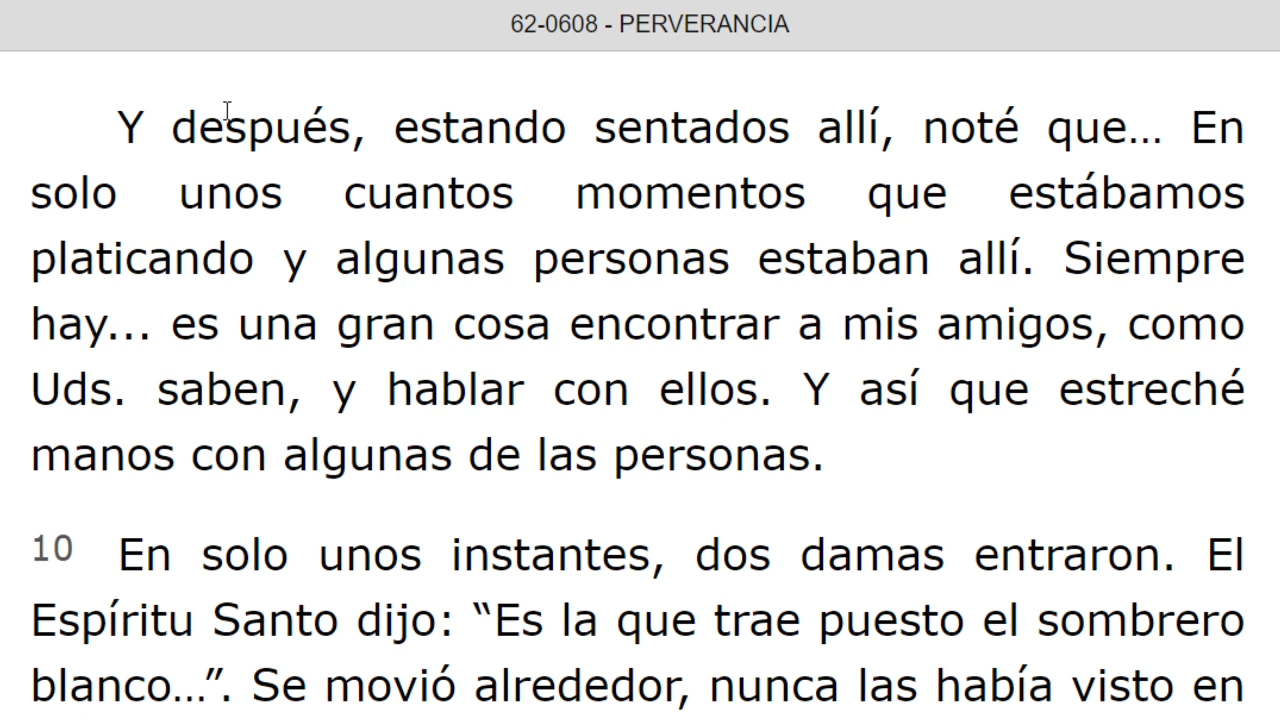 62-0608 - PERVERANCIA
Y después, estando sentados allí, noté que… En
solo unos cuantos momentos que estábamos
platicando y algunas personas estaban allí. Siempre
hay... es una gran cosa encontrar a mis amigos, como
Uds. saben, y hablar con ellos. Y así que estreché
manos con algunas de las personas.
10 En solo unos instantes, dos damas entraron. El
Espíritu Santo dijo: “Es la que trae puesto el sombrero
blanco…”. Se movió alrededor, nunca las había visto en